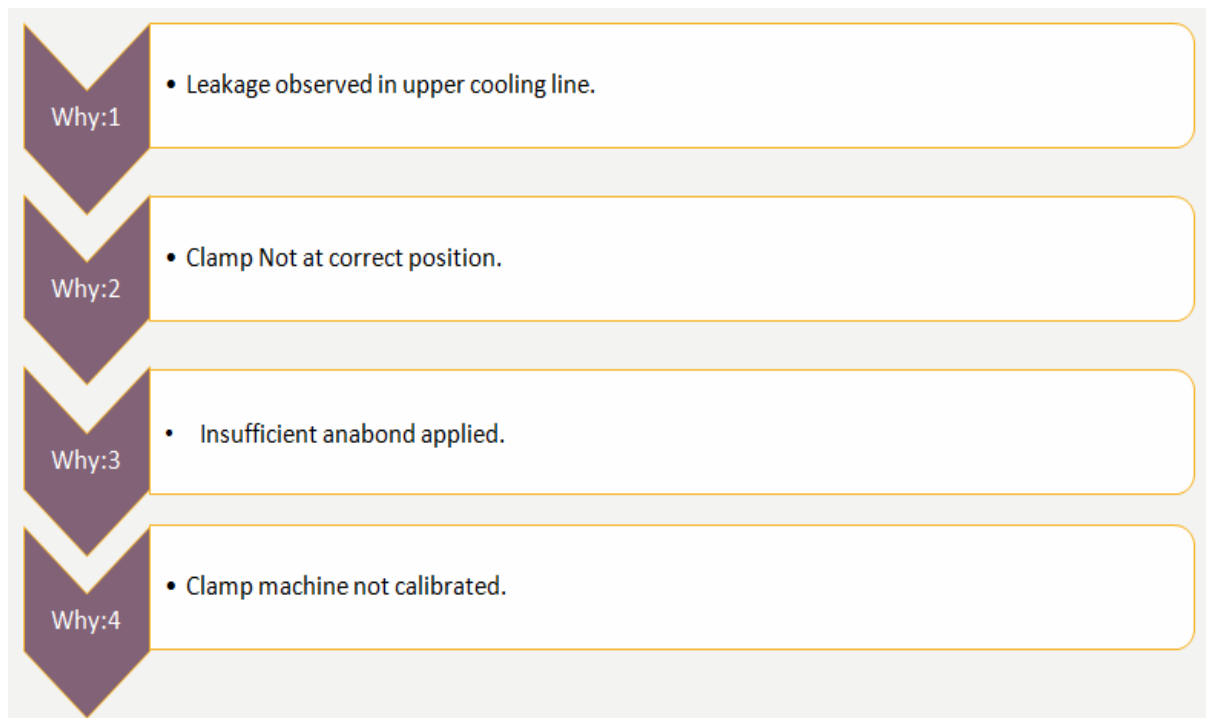 Why:1
• Leakage observed in upper cooling line.
Why:2
• Clamp Not at correct position.
Why:3
• Insufficient anabond applied.
Why:4
• Clamp machine not calibrated.